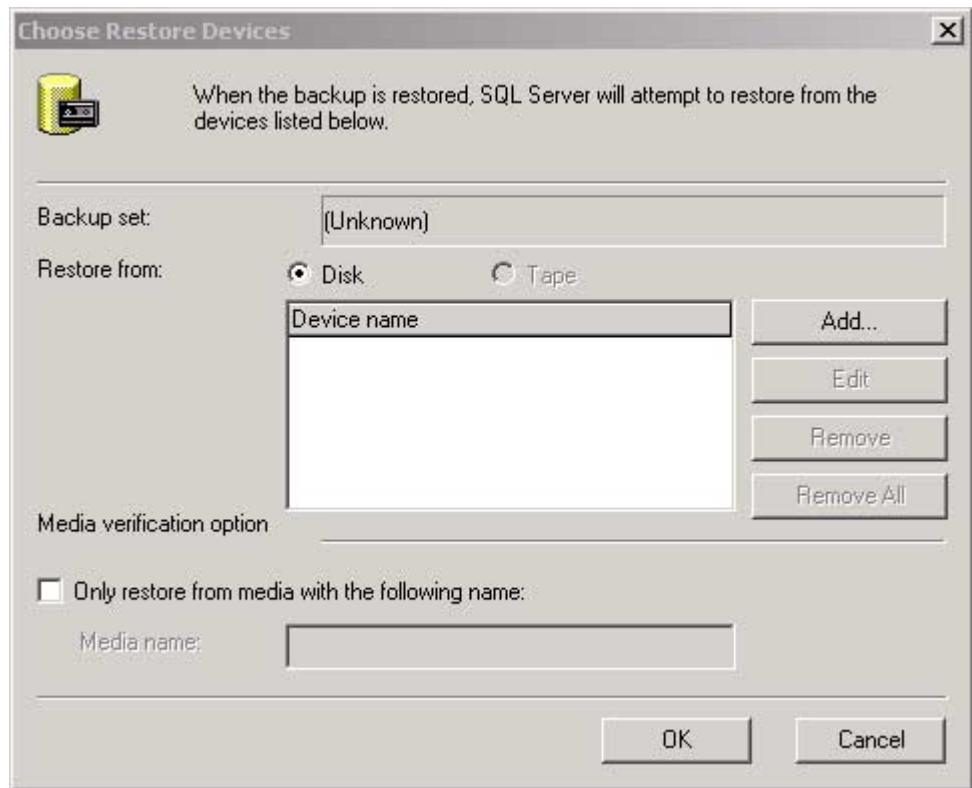 Choose Restore Devices
When the backup is restored, SQL Server will attempt to restore from the
devices listed below.
Backup set:
(Unknown)
Restore from:
Disk
Tape
Device name
Add...
Edit
Remove
Remove All
Media verification option
Only restore from media with the following name:
Media name:
OK
Cancel